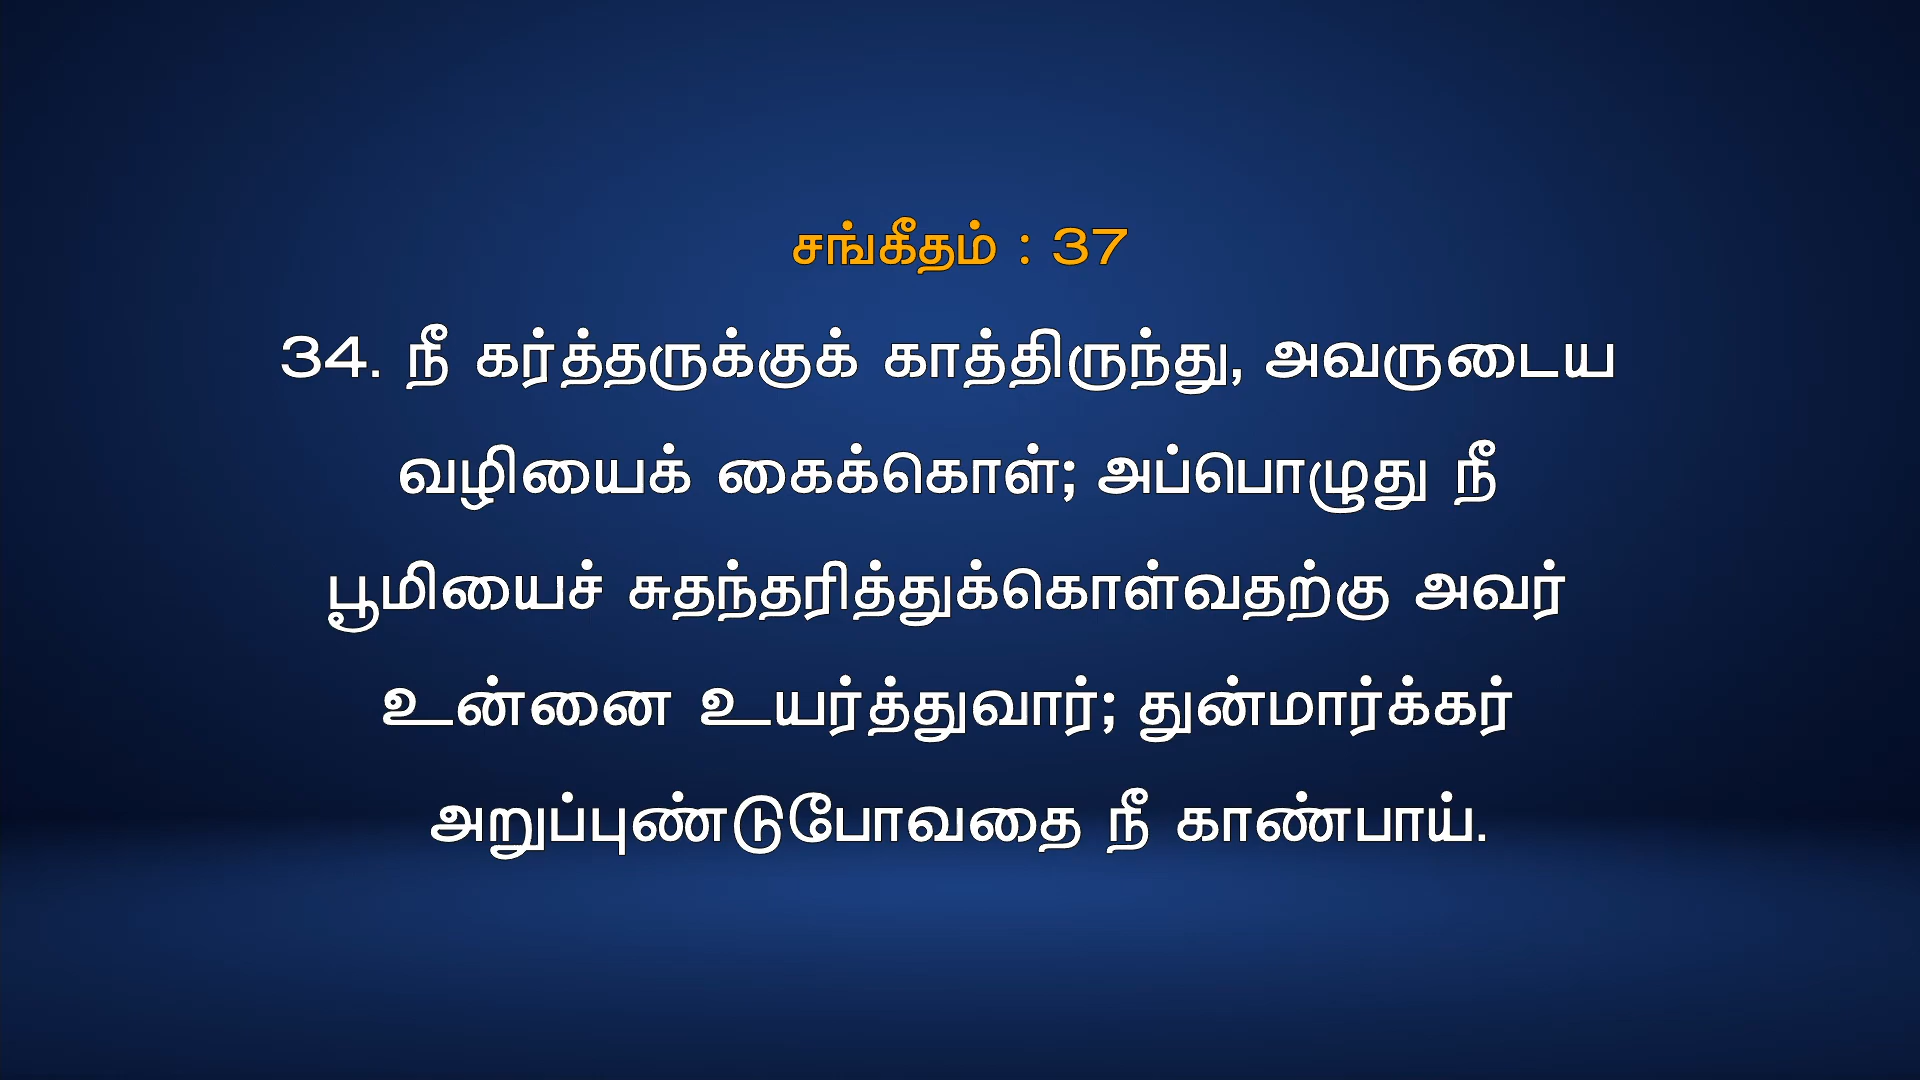 சங்கீதம் : 37
34. நீ கர்த்தருக்குக் காத்திருந்து, அவருடைய
வழியைக் கைக்கொள்; அப்பொழுது நீ
பூமியைச் சுதந்தரித்துக்கொள்வதற்கு அவர்
உன்னை உயர்த்துவார்; துன்மார்க்கர்
அறுப்புண்டுபோவதை நீ காண்பாய்.